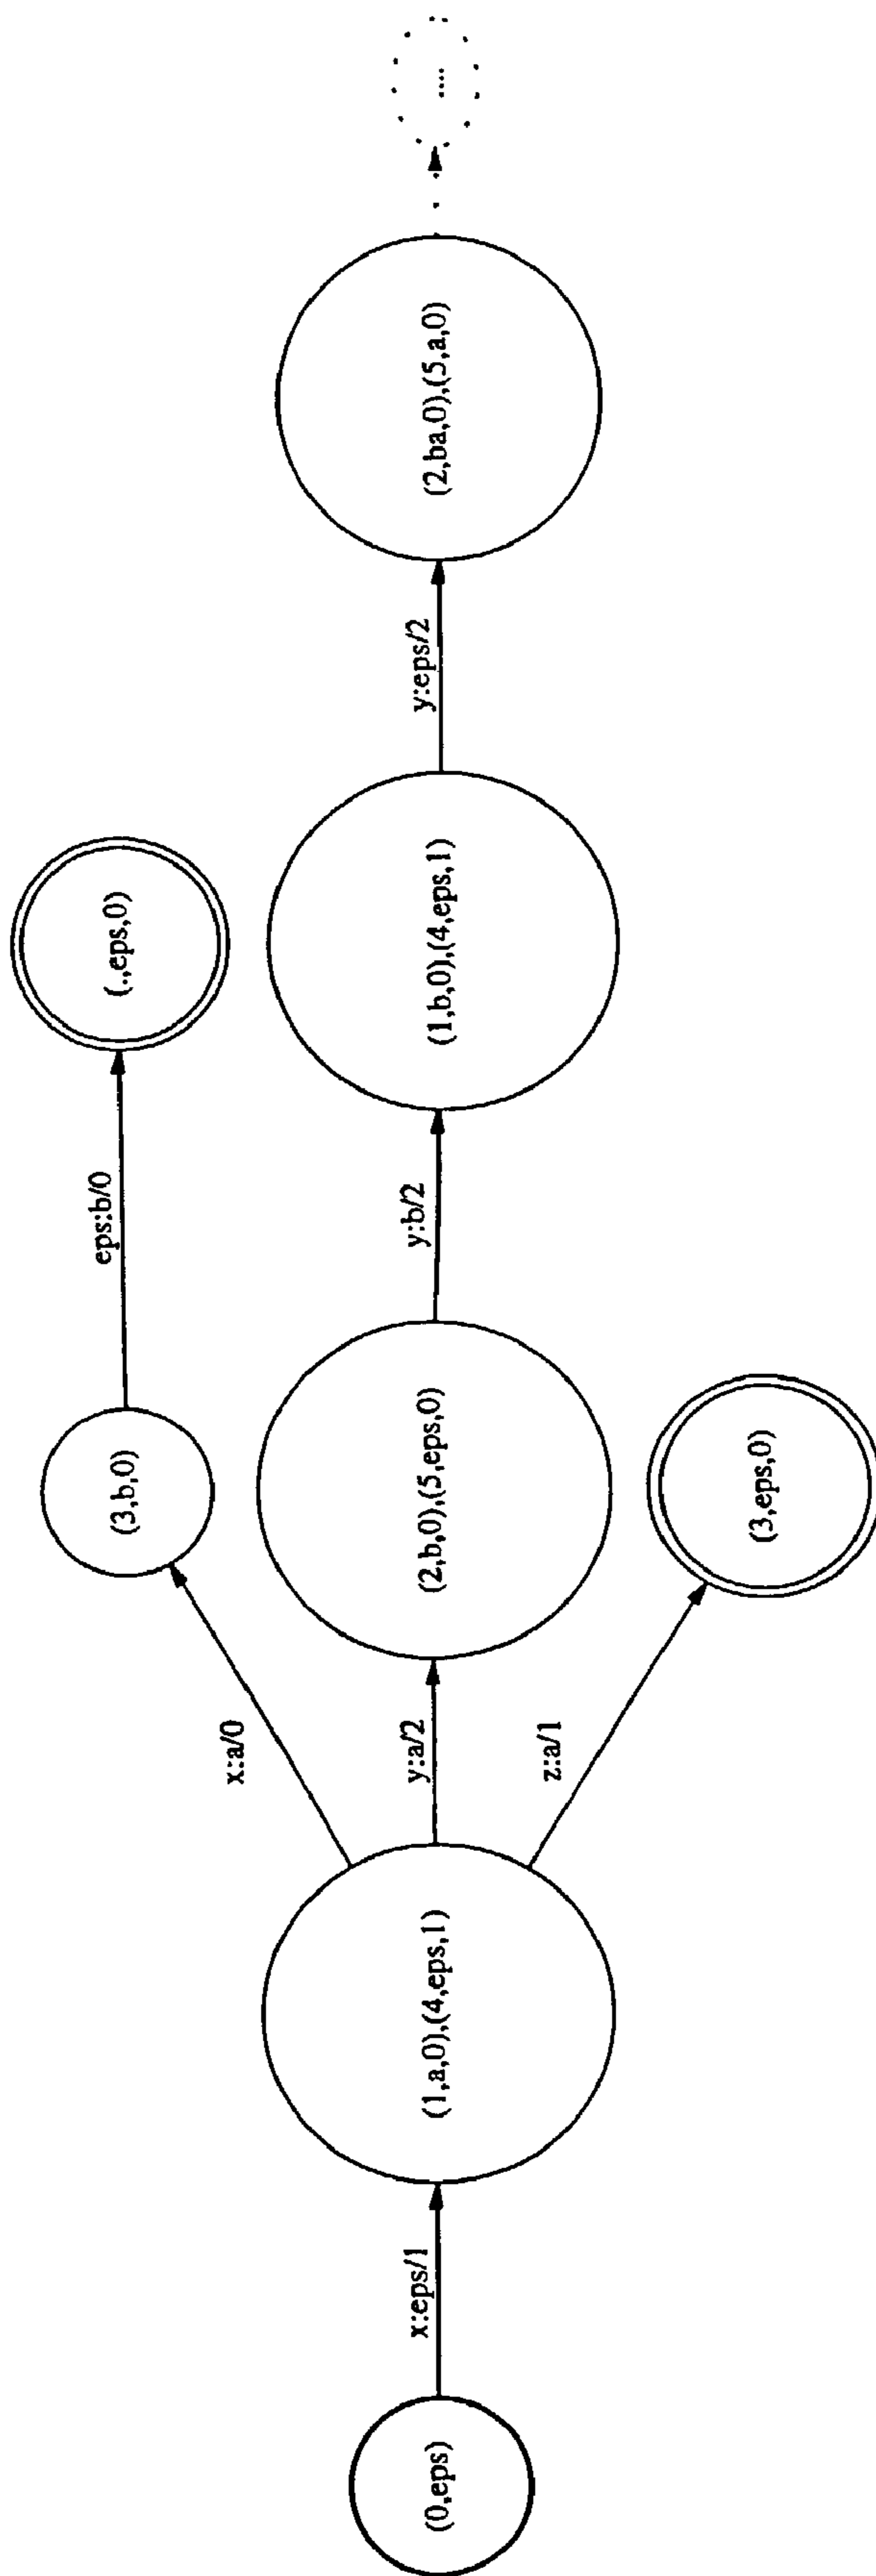 (0,eps)
x:eps/1
(1,a,0),(4,eps,1)
x:a/0
y:a/2
z:a/1
(3,b,0)
(2,b,0),(5,eps,0)
(3,eps,0)
eps:b/0
y:b/2
(.,eps,0)
(1,b,0),(4,eps,1)
y:eps/2
(2,ba,0),(5,a,0)
....